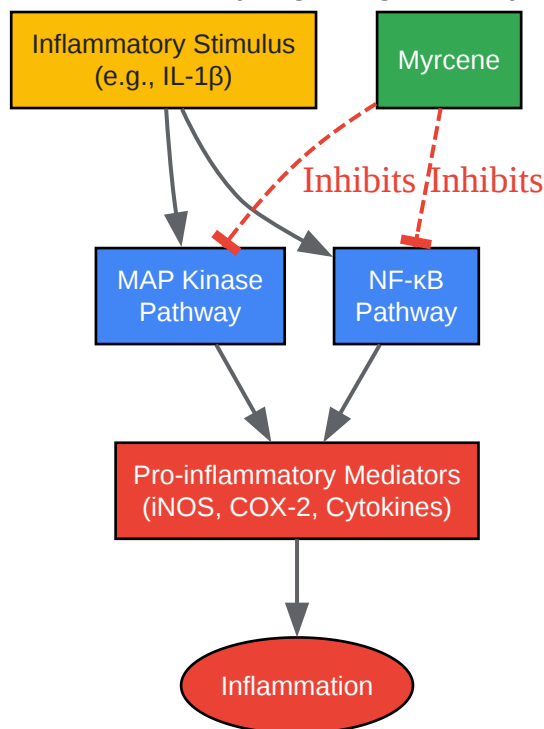 Inflammatory Stimulus
(e.g., IL-1β)
Myrcene
Inhibits
Inhibits
MAP Kinase
Pathway
NF-κB
Pathway
Pro-inflammatory Mediators
(iNOS, COX-2, Cytokines)
Inflammation